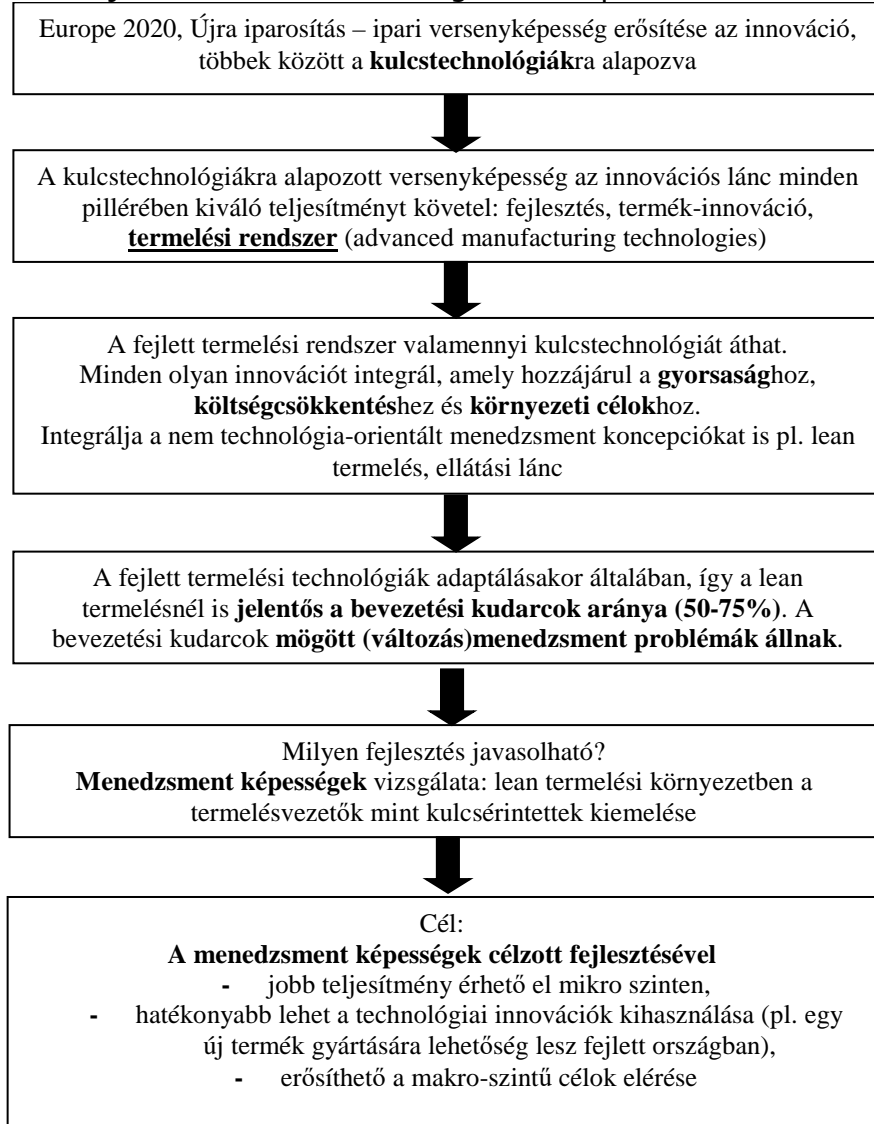 Europe 2020, Újra iparosítás – ipari versenyképesség erősítése az innováció,
többek között a kulcstechnológiákra alapozva
A kulcstechnológiákra alapozott versenyképesség az innovációs lánc minden
pillérében kiváló teljesítményt követel: fejlesztés, termék-innováció,
termelési rendszer (advanced manufacturing technologies)
A fejlett termelési rendszer valamennyi kulcstechnológiát áthat.
Minden olyan innovációt integrál, amely hozzájárul a gyorsasághoz,
költségcsökkentéshez és környezeti célokhoz.
Integrálja a nem technológia-orientált menedzsment koncepciókat is pl. lean
termelés, ellátási lánc
A fejlett termelési technológiák adaptálásakor általában, így a lean
termelésnél is jelentős a bevezetési kudarcok aránya (50-75%). A
bevezetési kudarcok mögött (változás)menedzsment problémák állnak.
Milyen fejlesztés javasolható?
Menedzsment képességek vizsgálata: lean termelési környezetben a
termelésvezetők mint kulcsérintettek kiemelése
Cél:
A menedzsment képességek célzott fejlesztésével
- jobb teljesítmény érhető el mikro szinten,
- hatékonyabb lehet a technológiai innovációk kihasználása (pl. egy
új termék gyártására lehetőség lesz fejlett országban),
- erősíthető a makro-szintű célok elérése